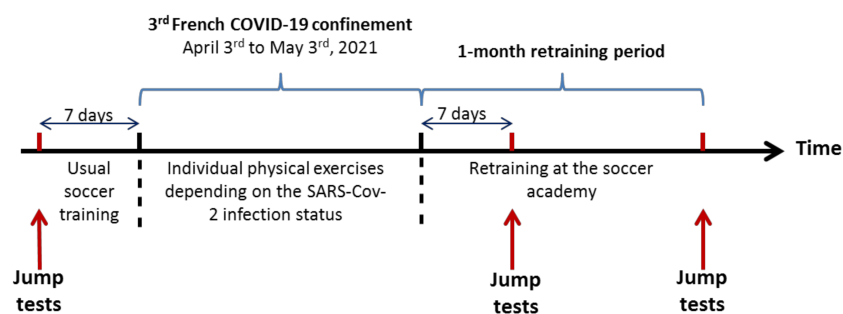 3rd French COVID-19 confinement
April 3rd to May 3rd, 2021
1-month retraining period
7 days
7 days
Time
Usual
soccer
training
Individual physical exercises
depending on the SARS-Cov-
2 infection status
Retraining at the soccer
academy
Jump
tests
Jump
tests
Jump
tests